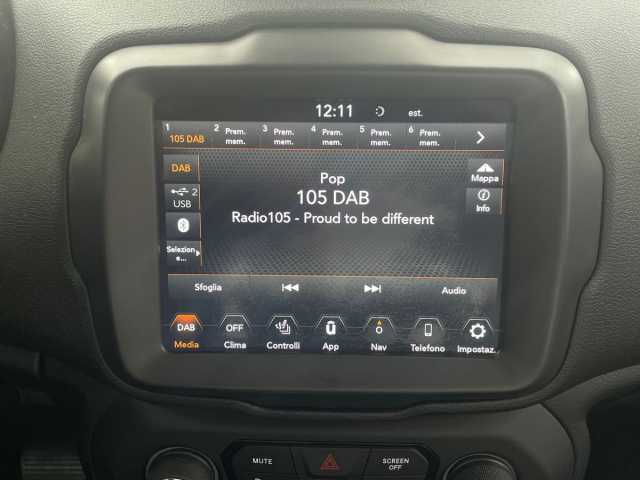 12:11 est.
1 2 Prem. 3 Prem. 4 Prem. 5 Prem. 6 Prem.
105 DAB mem. mem. mem. mem. mem.
DAB
2
USB
Selezion
e...
Pop
105 DAB
Radio105 - Proud to be different
Mappa
Info
Sfoglia Audio
DAB OFF
Media Clima Controlli App Nav Telefono Impostaz.
MUTE SCREEN
OFF